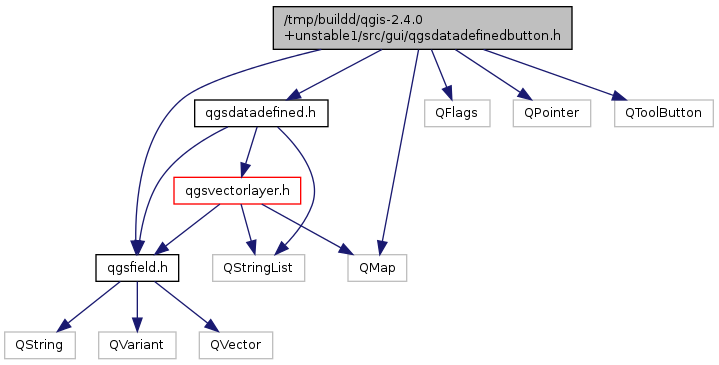 /tmp/buildd/qgis-2.4.0
+unstable1/src/gui/qgsdatadefinedbutton.h
qgsdatadefined.h
QFlags
QPointer
QToolButton
qgsvectorlayer.h
qgsfield.h
QStringList
QMap
QString
QVariant
QVector